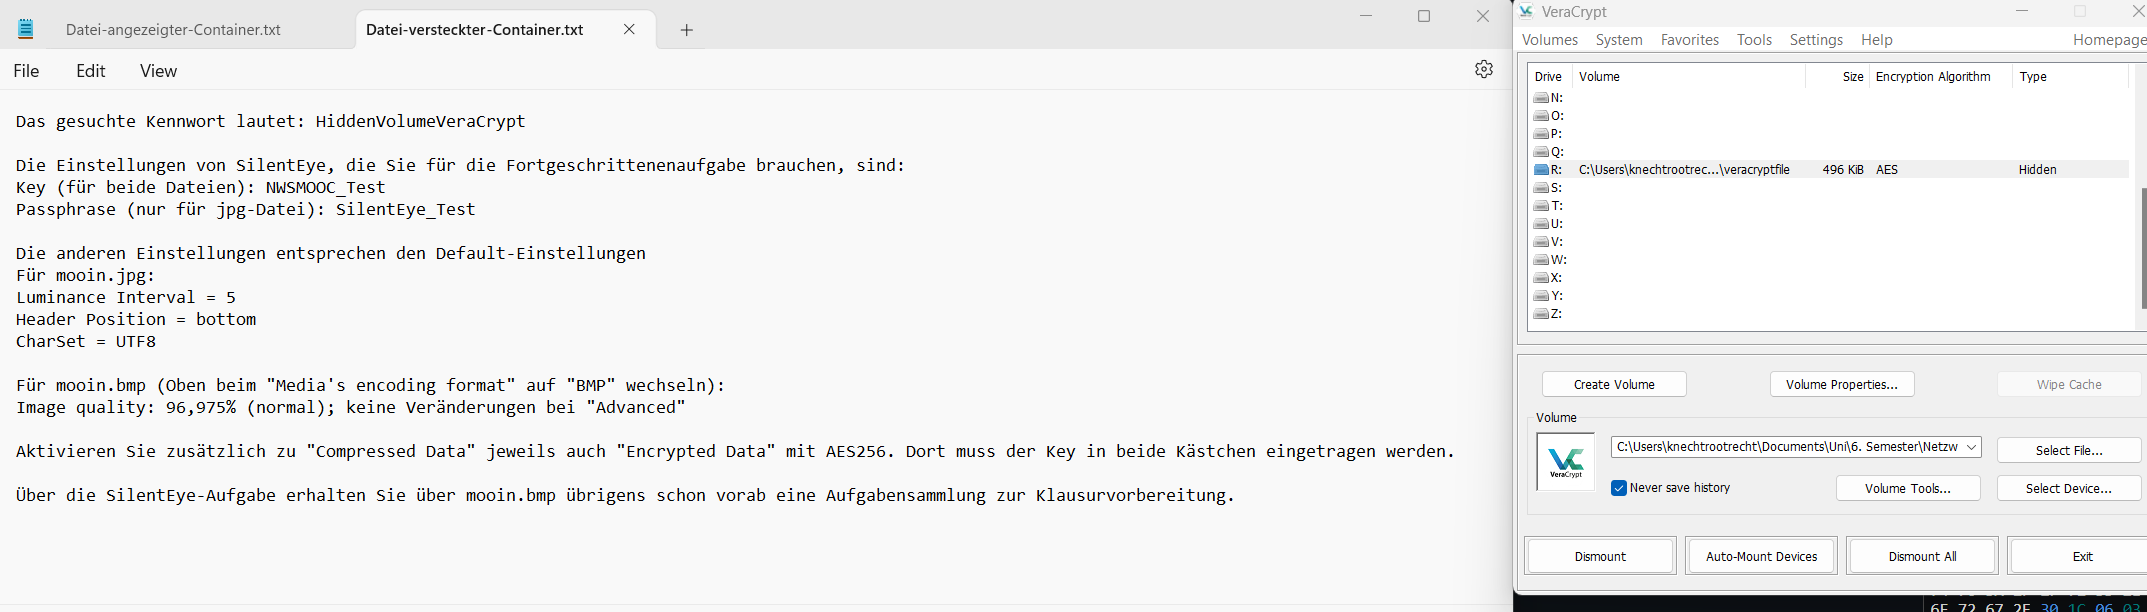 Datei-angezeigter-Container.txt
Datei-versteckter-Container.txt
File Edit View
Das gesuchte Kennwort lautet: HiddenVolumeVeraCrypt
Die Einstellungen von SilentEye, die Sie für die Fortgeschrittenenaufgabe brauchen, sind:
Key (für beide Dateien): NWSMOOC_Test
Passphrase (nur für jpg-Datei): SilentEye_Test
Die anderen Einstellungen entsprechen den Default-Einstellungen
Für mooin.jpg:
Luminance Interval = 5
Header Position = bottom
CharSet = UTF8
Für mooin.bmp (Oben beim "Media's encoding format" auf "BMP" wechseln):
Image quality: 96,975% (normal); keine Veränderungen bei "Advanced"
Aktivieren Sie zusätzlich zu "Compressed Data" jeweils auch "Encrypted Data" mit AES256. Dort muss der Key in beide Kästchen eingetragen werden.
Über die SilentEye-Aufgabe erhalten Sie über mooin.bmp übrigens schon vorab eine Aufgabensammlung zur Klausurvorbereitung.
VeraCrypt
Volumes System Favorites Tools Settings Help Homepage
Drive Volume Size Encryption Algorithm Type
N:
O:
P:
Q:
R: C:\Users\knechtrootrec...\veracryptfile 496 KiB AES Hidden
S:
T:
U:
V:
W:
X:
Y:
Z:
Create Volume Volume Properties... Wipe Cache
Volume
VeraCrypt
C:\Users\knechtrootrecht\Documents\Uni\6. Semester\Netzw
Select File...
Never save history
Volume Tools... Select Device...
Dismount Auto-Mount Devices Dismount All Exit
6E 72 67 2F 30 1C 06 03